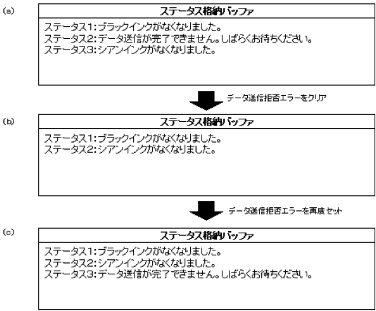 (a)
ステータス格納バッファ
ステータス1:ブラックインクがなくなりました。
ステータス2:データ送信が完了できません。しばらくお待ちください。
ステータス3:シアンインクがなくなりました。
データ送信拒否エラーをクリア
(b)
ステータス格納バッファ
ステータス1:ブラックインクがなくなりました。
ステータス2:シアンインクがなくなりました。
データ送信拒否エラーを再度セット
(c)
ステータス格納バッファ
ステータス1:ブラックインクがなくなりました。
ステータス2:シアンインクがなくなりました。
ステータス3:データ送信が完了できません。しばらくお待ちください。